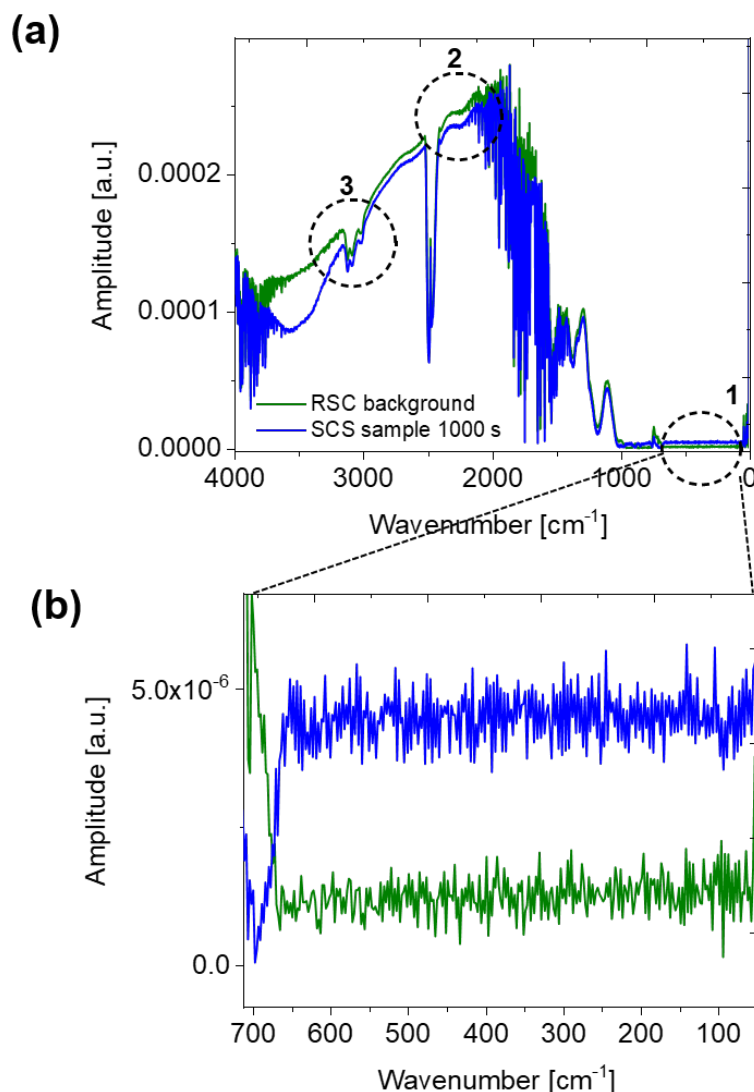 (a)
2
3
0.0002
0.0001
0.0000
Amplitude [a.u.]
RSC background
SCS sample 1000 s
1
4000 3000 2000 1000 0
Wavenumber [cm⁻¹]
(b)
5.0x10⁻⁶
0.0
Amplitude [a.u.]
700 600 500 400 300 200 100
Wavenumber [cm⁻¹]